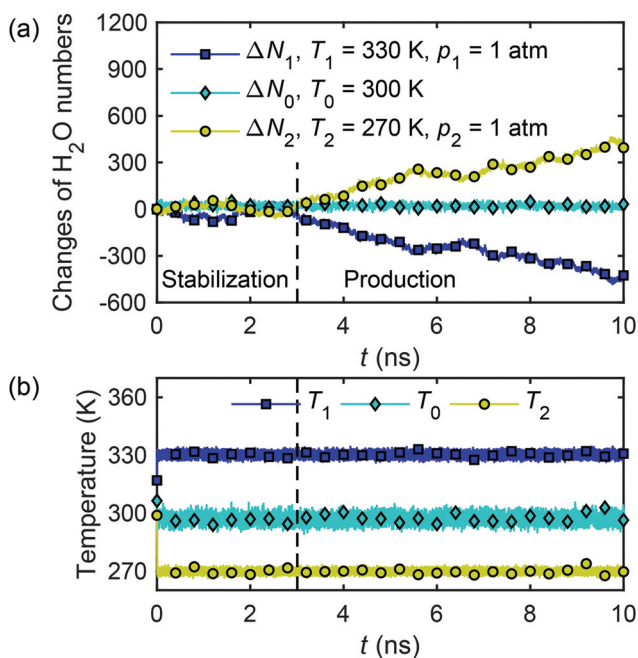 (a)
Changes of H2O numbers
1200
900
600
300
0
-300
-600
ΔN1, T1 = 330 K, p1 = 1 atm
ΔN0, T0 = 300 K
ΔN2, T2 = 270 K, p2 = 1 atm
Stabilization Production
0 2 4 6 8 10
t (ns)
(b)
Temperature (K)
360
330
300
270
T1 T0 T2
0 2 4 6 8 10
t (ns)